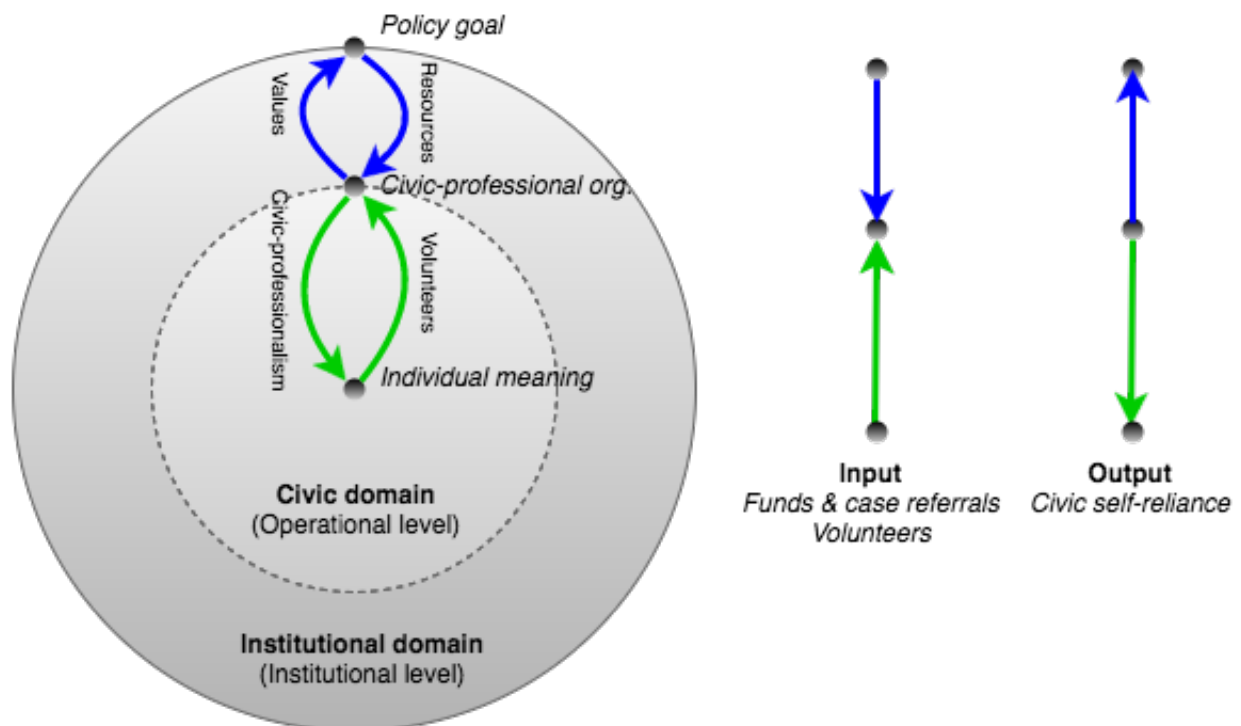 Policy goal
Values
Resources
Civic-professional org.
Civic-professionalism
Volunteers
Individual meaning
Civic domain
(Operational level)
Institutional domain
(Institutional level)
Input
Funds & case referrals
Volunteers
Output
Civic self-reliance